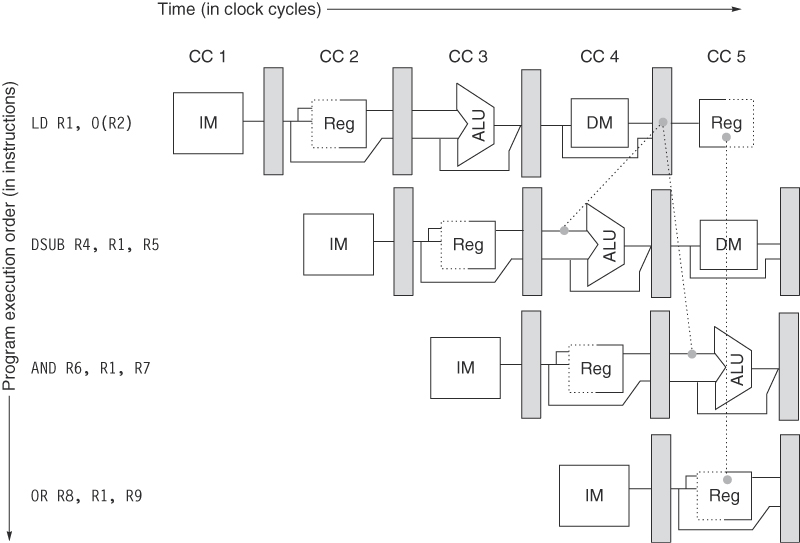 Time (in clock cycles)
CC 1 CC 2 CC 3 CC 4 CC 5
Program execution order (in instructions)
LD R1, 0(R2) IM Reg ALU DM Reg
DSUB R4, R1, R5 IM Reg ALU DM
AND R6, R1, R7 IM Reg ALU
OR R8, R1, R9 IM Reg